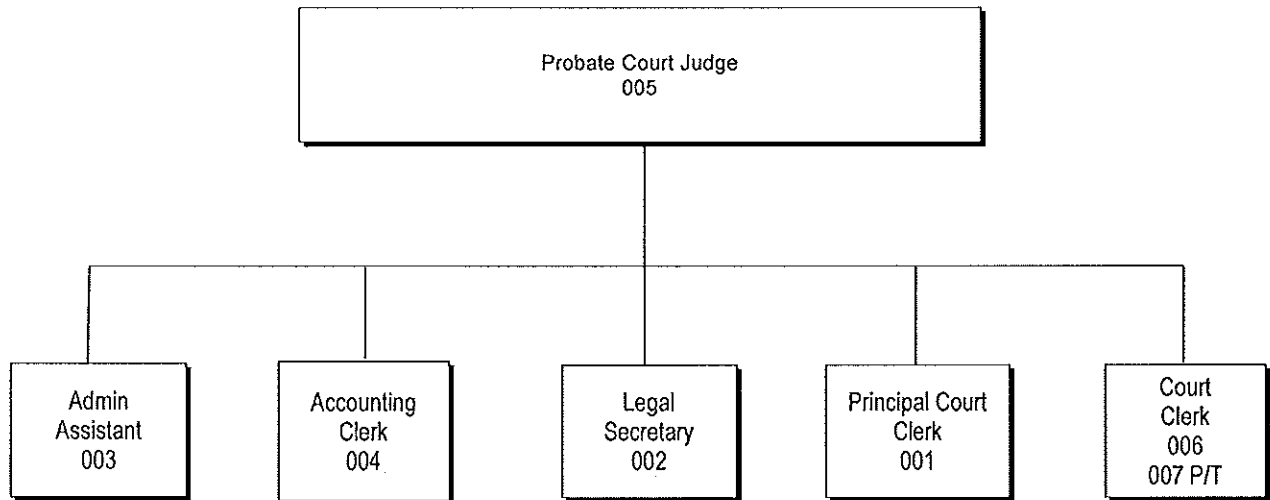 Probate Court Judge
005
Admin
Assistant
003
Accounting
Clerk
004
Legal
Secretary
002
Principal Court
Clerk
001
Court
Clerk
006
007 P/T